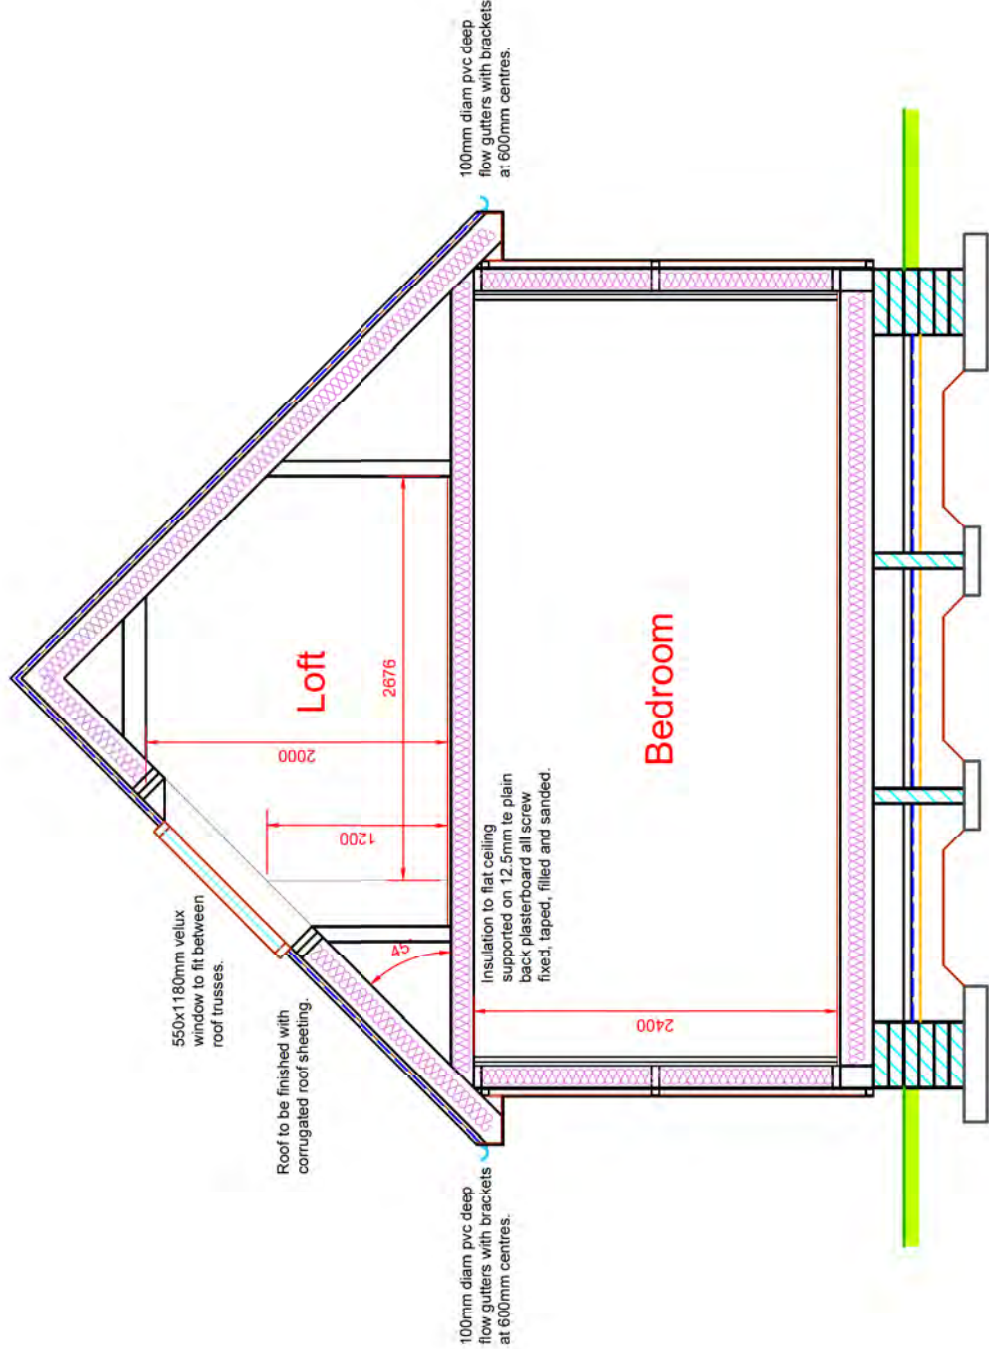 100mm diam pvc deep
flow gutters with brackets
at 600mm centres.
550x1180mm velux
window to fit between
roof trusses.
Roof to be finished with
corrugated roof sheeting.
100mm diam pvc deep
flow gutters with brackets
at 600mm centres.
Loft
2676
2000
1200
45°
Insulation to flat ceiling
supported on 12.5mm te plain
back plasterboard all screw
fixed, taped, filled and sanded.
Bedroom
2400